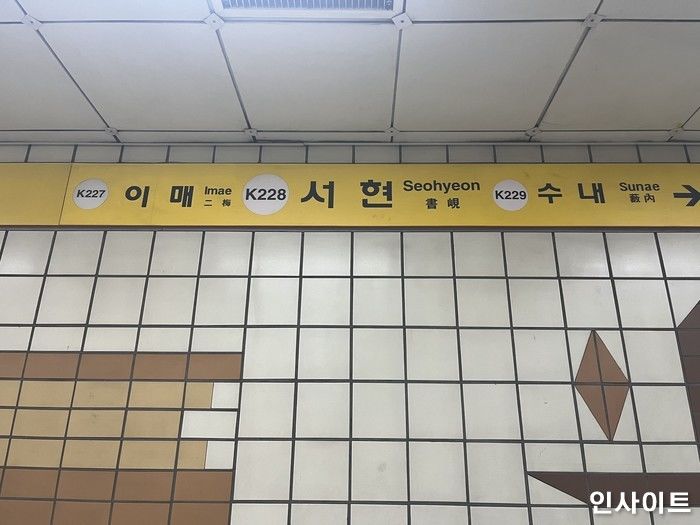 K227 이매 Imae 二梅 K228 서현 Seohyeon 書峴 K229 수내 Sunae 藪內 →
인사이트